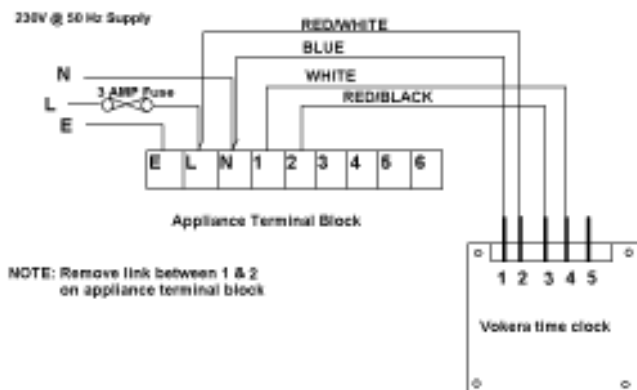 230V @ 50 Hz Supply
RED/WHITE
BLUE
N
WHITE
3 AMP Fuse
RED/BLACK
L
E
E L N 1 2 3 4 5 6
Appliance Terminal Block
NOTE: Remove link between 1 & 2
on appliance terminal block
1 2 3 4 5
Vokera time clock